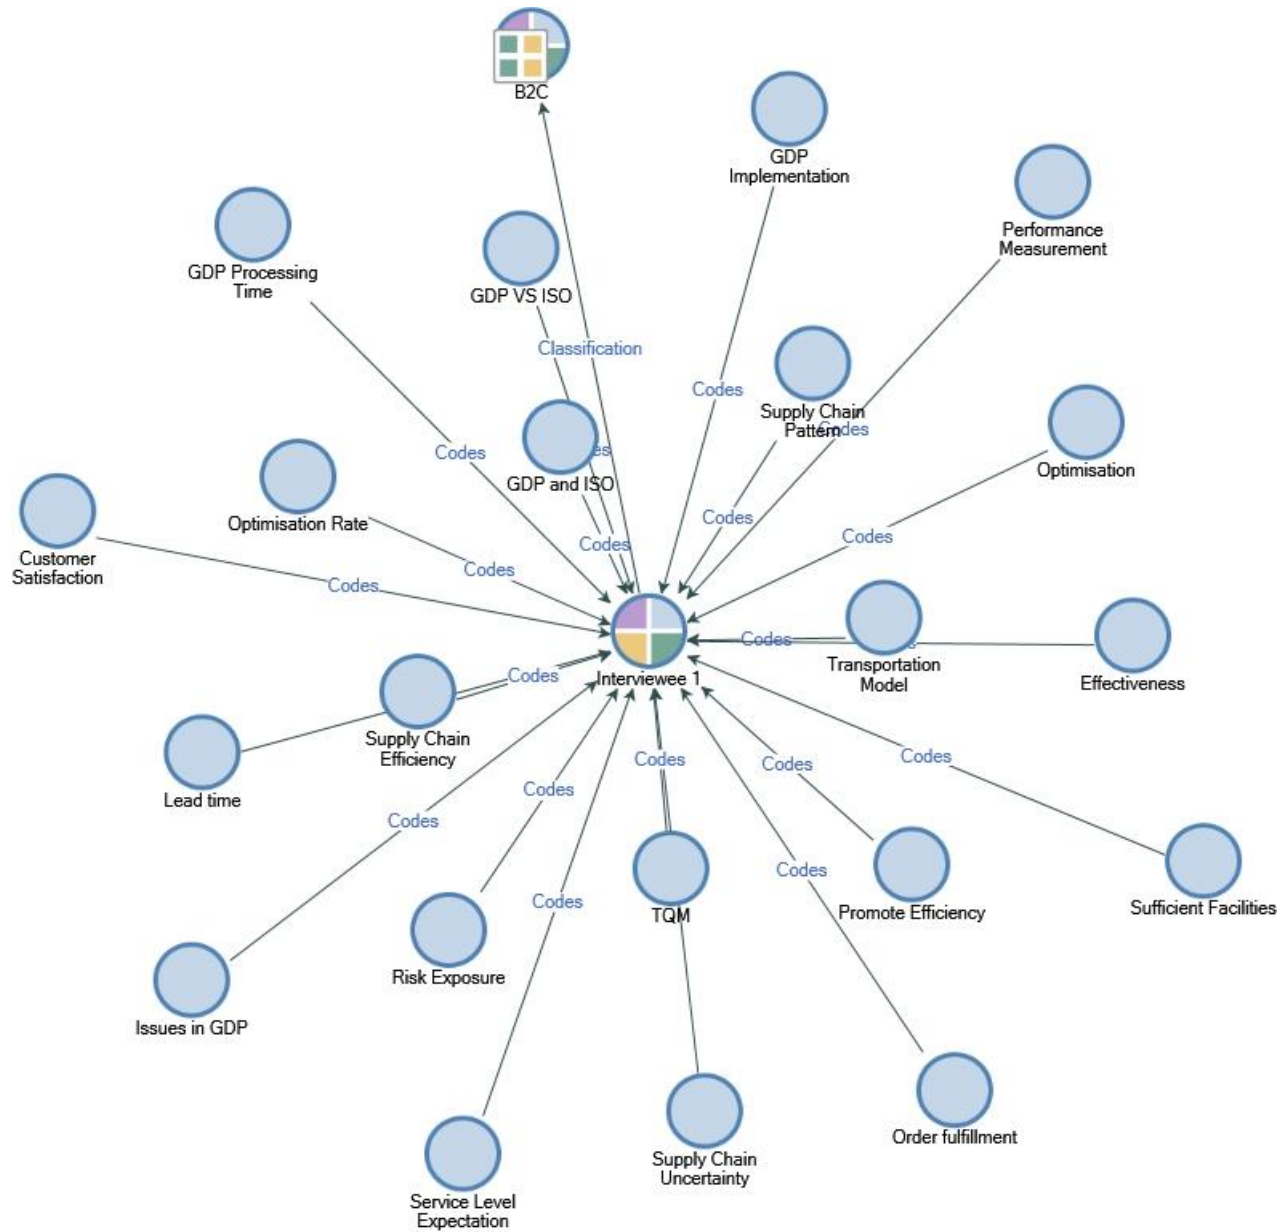 B2C
GDP
Implementation
Performance
Measurement
GDP Processing
Time
GDP VS ISO
Classification
Codes
Supply Chain
Pattern
Codes
Optimisation
Codes
GDP and ISO
es
Optimisation Rate
Codes
Codes
Codes
Codes
Customer
Satisfaction
Codes
Interviewee 1
Codes
Transportation
Model
Effectiveness
Codes
Supply Chain
Efficiency
Lead time
Codes
Codes
Codes
Codes
Codes
Risk Exposure
TQM
Promote Efficiency
Sufficient Facilities
Codes
Codes
Issues in GDP
Order fulfillment
Service Level
Expectation
Supply Chain
Uncertainty